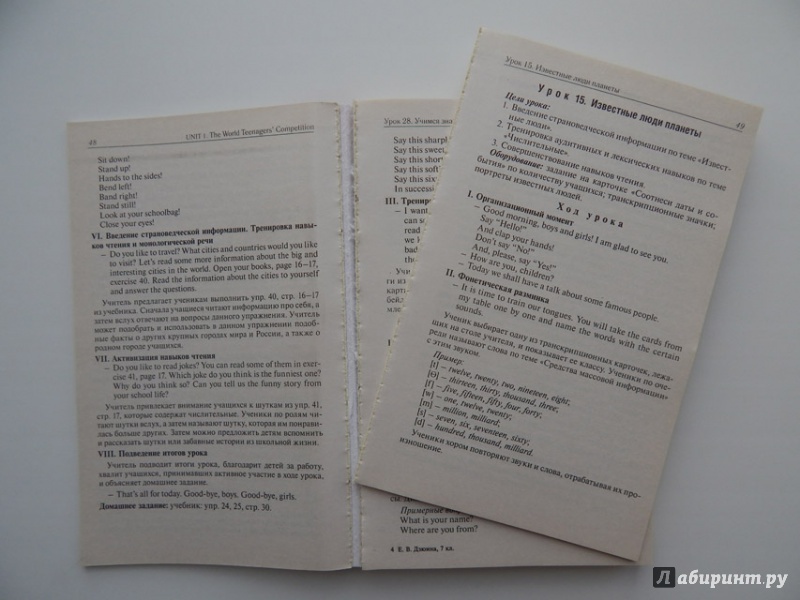 48 UNIT 1. The World Teenagers' Competition
Sit down!
Stand up!
Hands to the sides!
Bend left!
Band right!
Stand still!
Look at your schoolbag!
Close your eyes!
VI. Введение страноведческой информации. Тренировка навы-
ков чтения и монологической речи
– Do you like to travel? What cities and countries would you like
to visit? Let's read some more information about the big and
interesting cities in the world. Open your books, page 16–17,
exercise 40. Read the information about the cities to yourself
and answer the questions.
Учитель предлагает ученикам выполнить упр. 40, стр. 16–17
из учебника. Сначала учащиеся читают информацию про себя, а
затем вслух отвечают на вопросы данного упражнения. Учитель
может подобрать и использовать в данном упражнении подоб-
ные факты о других крупных городах мира и России, а также о
родном городе учащихся.
VII. Активизация навыков чтения
– Do you like to read jokes? You can read some of them in exer-
cise 41, page 17. Which joke do you think is the funniest one?
Why do you think so? Can you tell us the funny story from
your school life?
Учитель привлекает внимание учащихся к шуткам из упр. 41,
стр. 17, которые содержат числительные. Ученики по ролям чи-
тают шутки вслух, а затем называют шутку, которая им понрави-
лась больше других. Затем можно предложить детям вспомнить
и рассказать шутки или забавные истории из школьной жизни.
VIII. Подведение итогов урока
Учитель подводит итоги урока, благодарит детей за работу,
хвалит учащихся, принимавших активное участие в ходе урока,
и объясняет домашнее задание.
– That's all for today. Good-bye, boys. Good-bye, girls.
Домашнее задание: учебник: упр. 24, 25, стр. 30.
Урок 28. Учимся
Say this sharpl
Say this sweet,
Say this shor
Say this soft
Say this six
In successi
III. Тренирово
– I want
can s
read
we h
Bak
can
Примерные
What is your name?
Where are you from?
4 Е. В. Дзюина, 7 кл.
Урок 15. Известные люди планеты 49
Урок 15. Известные люди планеты
Цели урока:
1. Введение страноведческой информации по теме «Извест-
ные люди».
2. Тренировка аудитивных и лексических навыков по теме
«Числительные».
3. Совершенствование навыков чтения.
Оборудование: задание на карточке «Соотнеси даты и со-
бытия» по количеству учащихся; транскрипционные значки;
портреты известных людей.
Ход урока
I. Организационный момент
– Good morning, boys and girls! I am glad to see you.
Say "Hello!"
And clap your hands!
Don't say "No!"
And, please, say "Yes!"
– How are you, children?
– Today we shall have a talk about some famous people.
II. Фонетическая разминка
– It is time to train our tongues. You will take the cards from
my table one by one and name the words with the certain
sounds.
Ученик выбирает одну из транскрипционных карточек, лежа-
щих на столе учителя, и показывает ее классу. Ученики по оче-
реди называют слова по теме «Средства массовой информации»
с этим звуком.
Пример:
[t] – twelve, twenty, two, nineteen, eight;
[θ] – thirteen, thirty, thousand, three;
[f] – five, fifteen, fifty, four, forty;
[w] – one, twelve, twenty;
[m] – million, milliard;
[s] – seven, six, seventeen, sixty;
[d] – hundred, thousand, milliard.
Ученики хором повторяют звуки и слова, отрабатывая их про-
изношение.
Лабиринт.ру